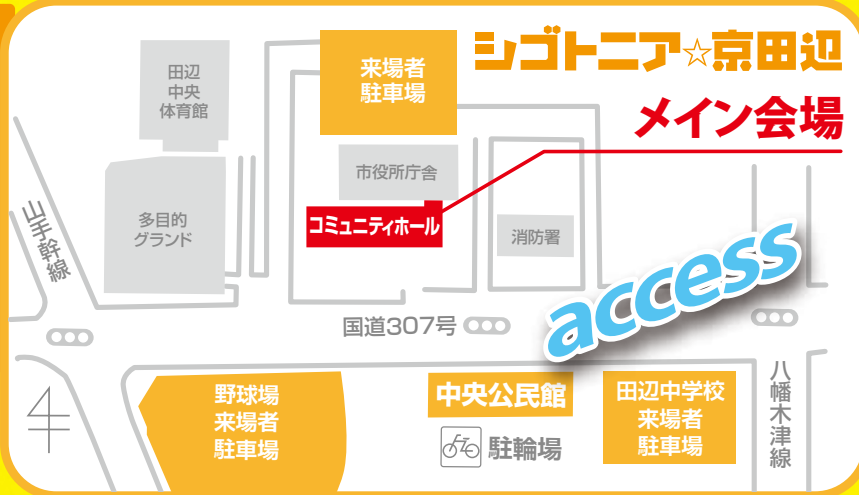 シゴトニア☆京田辺
メイン会場
田辺
中央
体育館
来場者
駐車場
市役所庁舎
コミュニティホール
多目的
グランド
消防署
山手幹線
access
国道307号
野球場
来場者
駐車場
中央公民館
駐輪場
田辺中学校
来場者
駐車場
八幡木津線